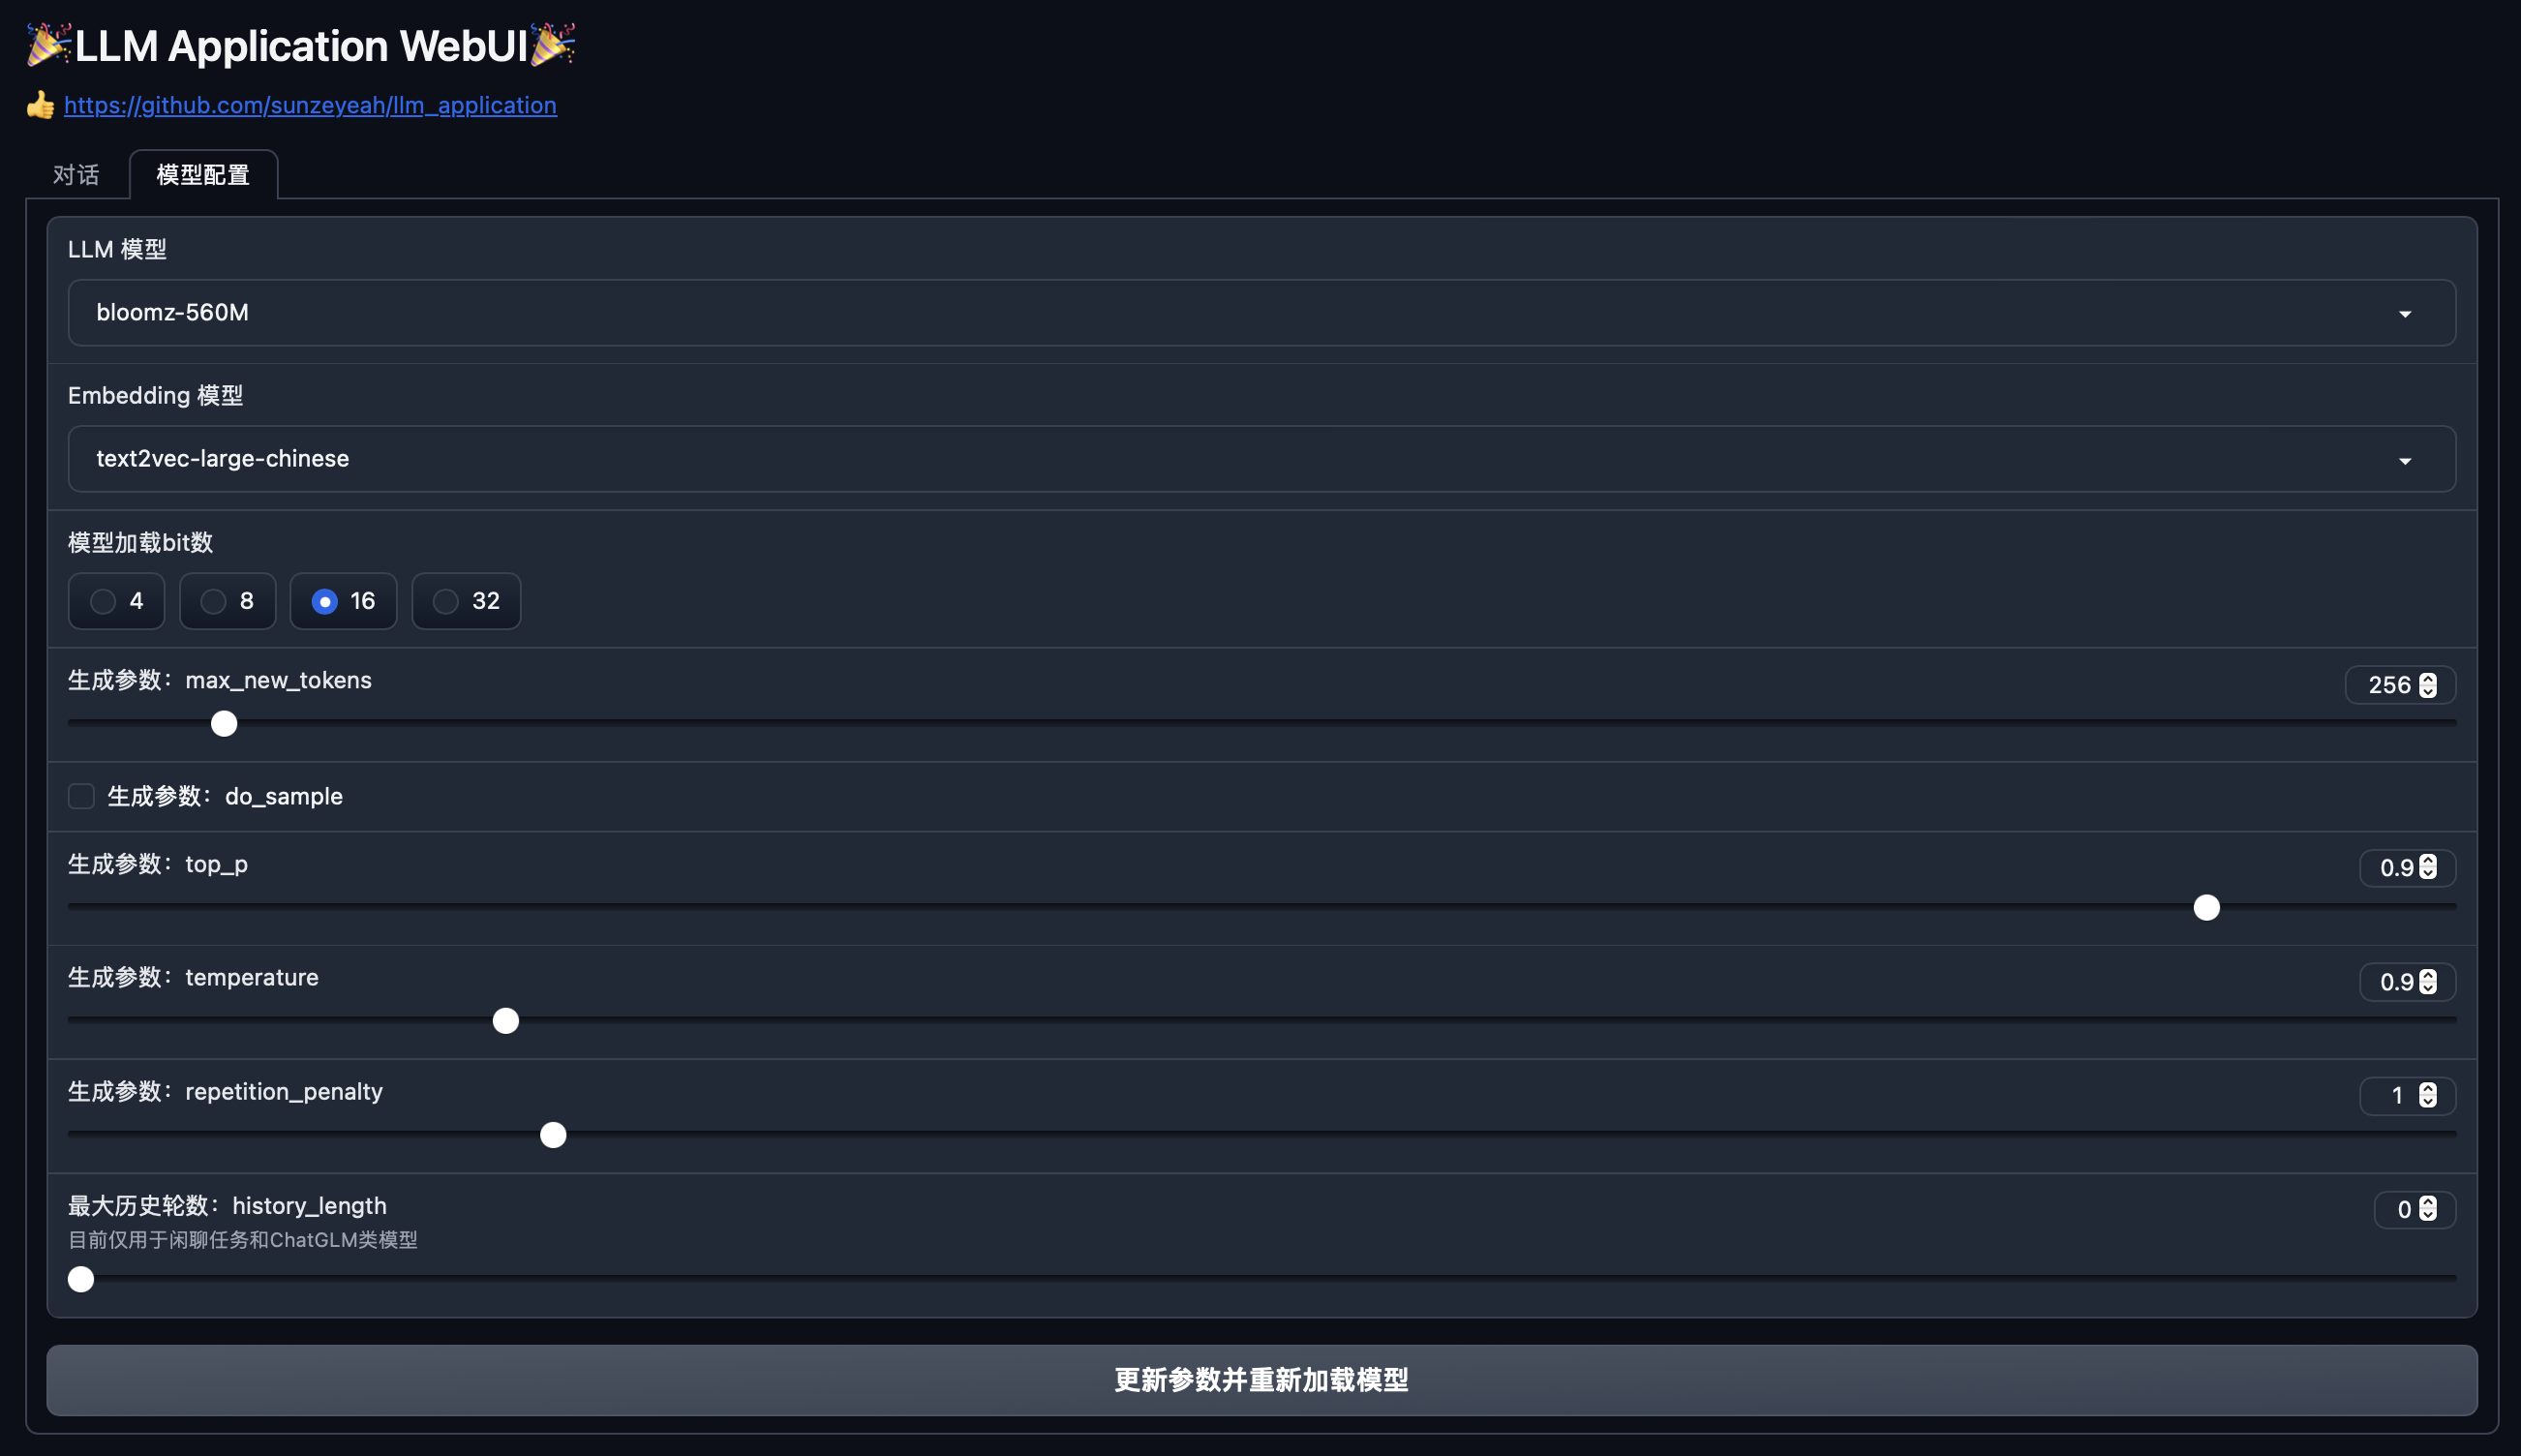 🎉LLM Application WebUI🎉
👍 https://github.com/sunzeyeah/llm_application
对话 模型配置
LLM 模型
bloomz-560M
Embedding 模型
text2vec-large-chinese
模型加载bit数
4 8 16 32
生成参数：max_new_tokens 256
生成参数：do_sample
生成参数：top_p 0.9
生成参数：temperature 0.9
生成参数：repetition_penalty 1
最大历史轮数：history_length 0
目前仅用于闲聊任务和ChatGLM类模型
更新参数并重新加载模型